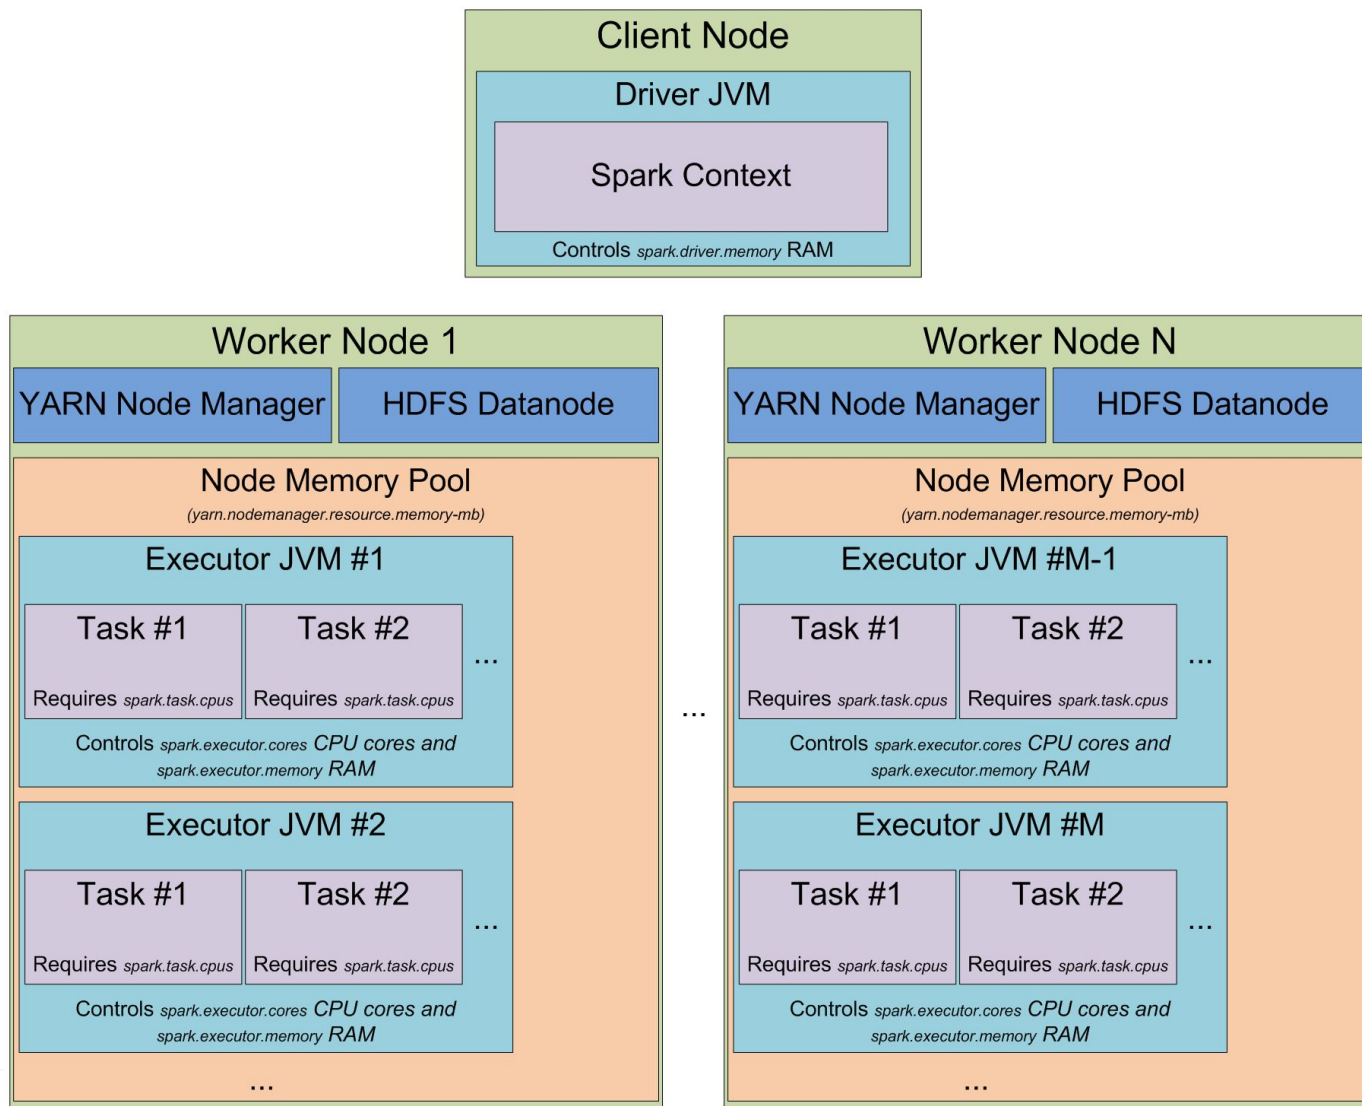 Client Node
Driver JVM
Spark Context
Controls spark.driver.memory RAM
Worker Node 1
YARN Node Manager
HDFS Datanode
Node Memory Pool
(yarn.nodemanager.resource.memory-mb)
Executor JVM #1
Task #1
Requires spark.task.cpus
Task #2
Requires spark.task.cpus
...
Controls spark.executor.cores CPU cores and
spark.executor.memory RAM
Executor JVM #2
Task #1
Requires spark.task.cpus
Task #2
Requires spark.task.cpus
...
Controls spark.executor.cores CPU cores and
spark.executor.memory RAM
...
...
Worker Node N
YARN Node Manager
HDFS Datanode
Node Memory Pool
(yarn.nodemanager.resource.memory-mb)
Executor JVM #M-1
Task #1
Requires spark.task.cpus
Task #2
Requires spark.task.cpus
...
Controls spark.executor.cores CPU cores and
spark.executor.memory RAM
Executor JVM #M
Task #1
Requires spark.task.cpus
Task #2
Requires spark.task.cpus
...
Controls spark.executor.cores CPU cores and
spark.executor.memory RAM
...